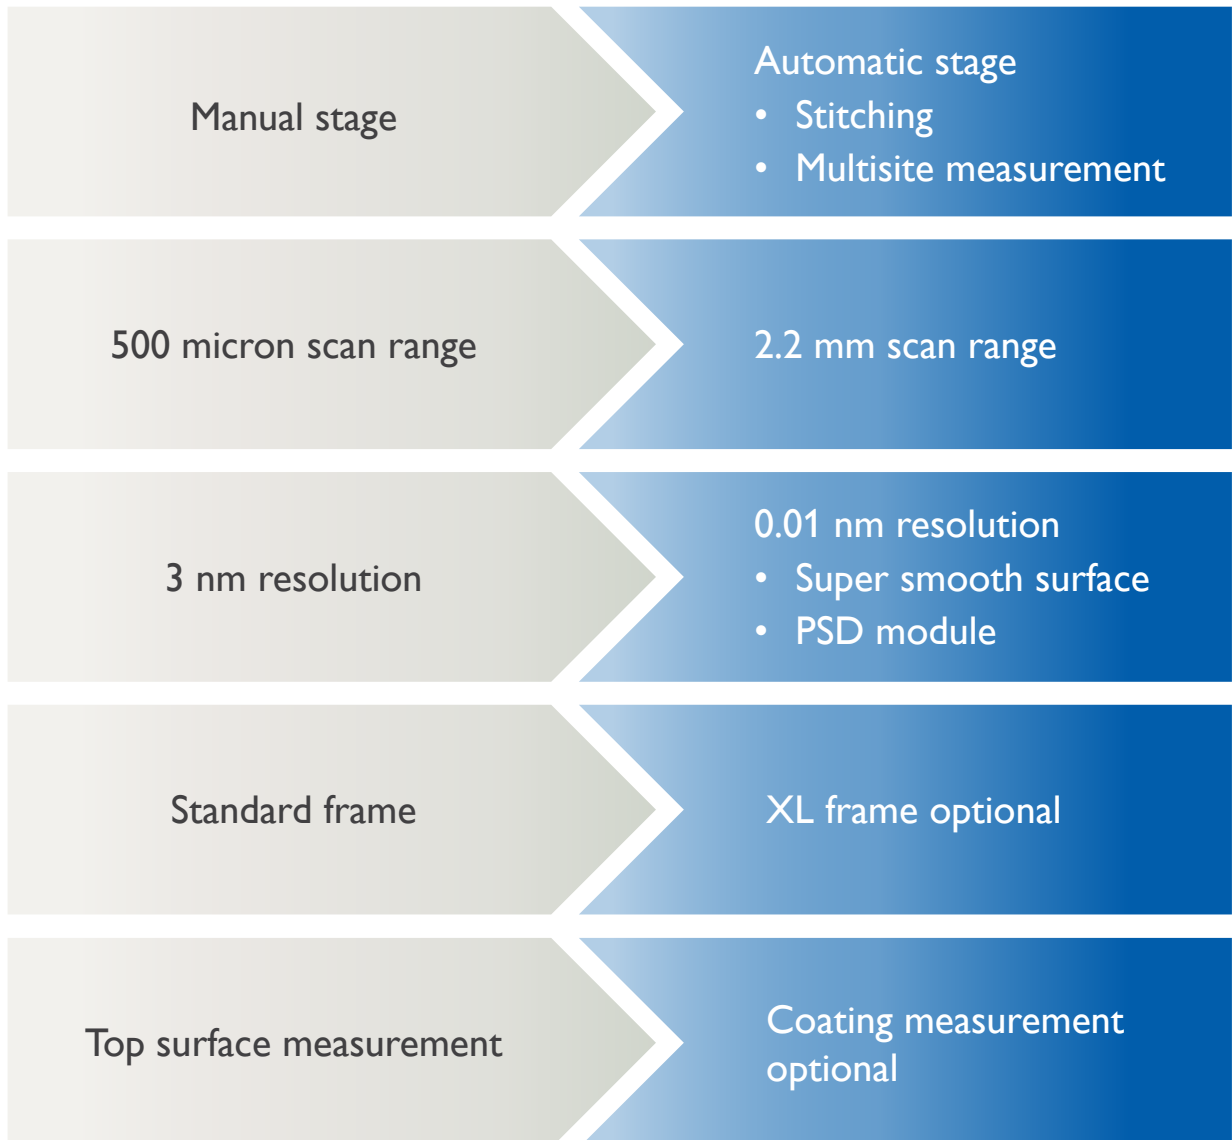 Manual stage
Automatic stage
• Stitching
• Multisite measurement
500 micron scan range
2.2 mm scan range
3 nm resolution
0.01 nm resolution
• Super smooth surface
• PSD module
Standard frame
XL frame optional
Top surface measurement
Coating measurement
optional